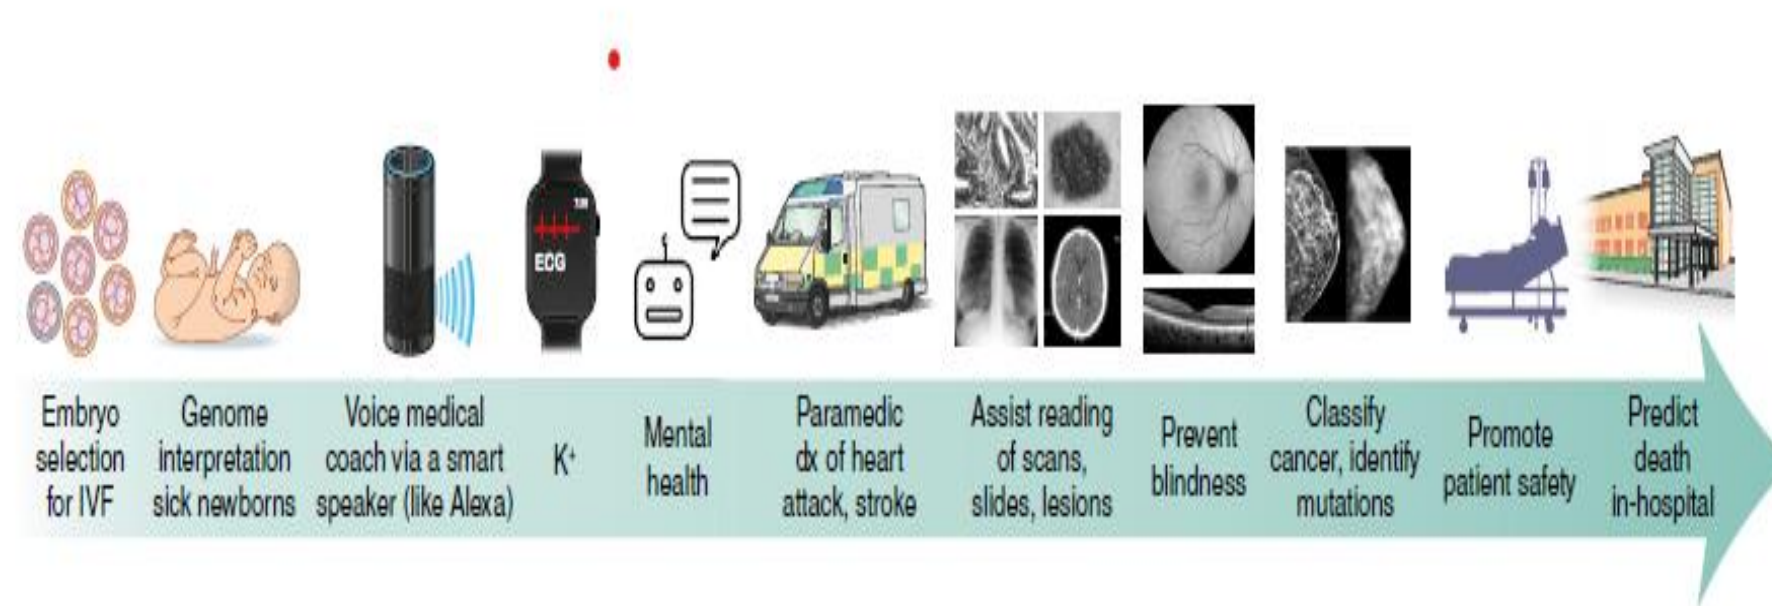 ECG
Embryo
selection
for IVF
Genome
interpretation
sick newborns
Voice medical
coach via a smart
speaker (like Alexa)
K⁺
Mental
health
Paramedic
dx of heart
attack, stroke
Assist reading
of scans,
slides, lesions
Prevent
blindness
Classify
cancer, identify
mutations
Promote
patient safety
Predict
death
in-hospital